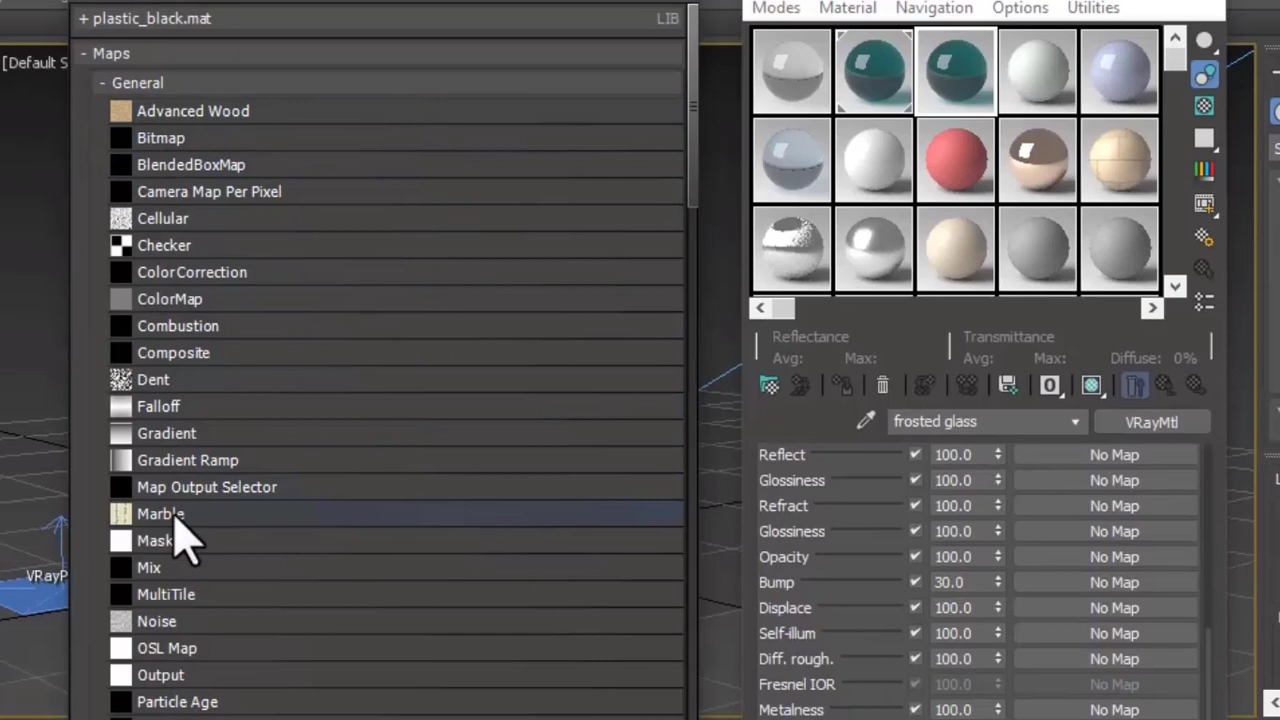 + plastic_black.mat LIB
- Maps
[Default S
- General
Advanced Wood
Bitmap
BlendedBoxMap
Camera Map Per Pixel
Cellular
Checker
ColorCorrection
ColorMap
Combustion
Composite
Dent
Falloff
Gradient
Gradient Ramp
Map Output Selector
Marble
Mask
Mix
MultiTile
Noise
OSL Map
Output
Particle Age
VRayP
Modes Material Navigation Options Utilities
Reflectance Transmittance
Avg: Max: Avg: Max: Diffuse: 0%
0
frosted glass VRayMtl
Reflect 100.0 No Map
Glossiness 100.0 No Map
Refract 100.0 No Map
Glossiness 100.0 No Map
Opacity 100.0 No Map
Bump 30.0 No Map
Displace 100.0 No Map
Self-illum 100.0 No Map
Diff. rough. 100.0 No Map
Fresnel IOR 100.0 No Map
Metalness 100.0 No Map